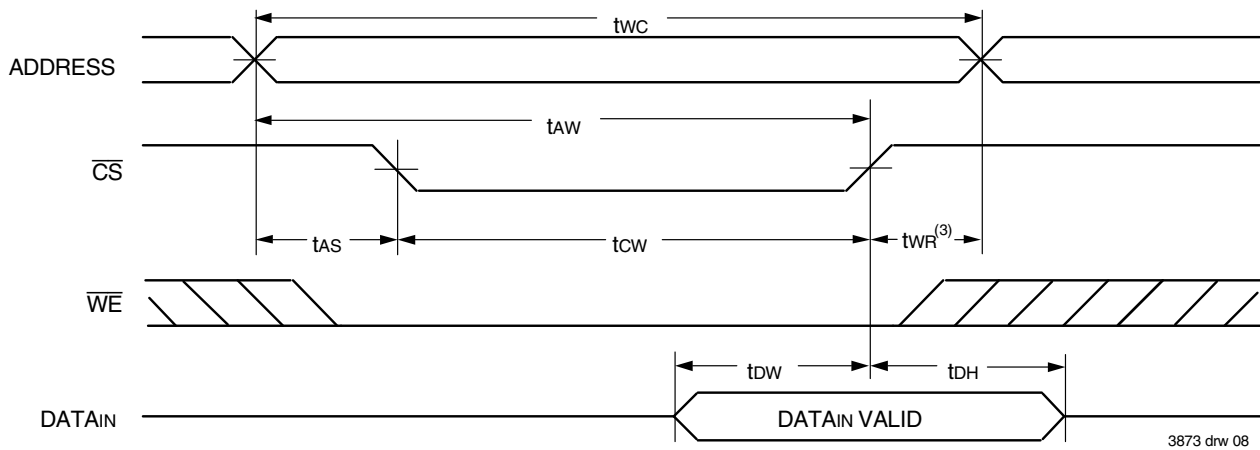 tWC
ADDRESS
tAW
CS
tAS
tCW
tWR(3)
WE
tDW
tDH
DATAIN
DATAIN VALID
3873 drw 08